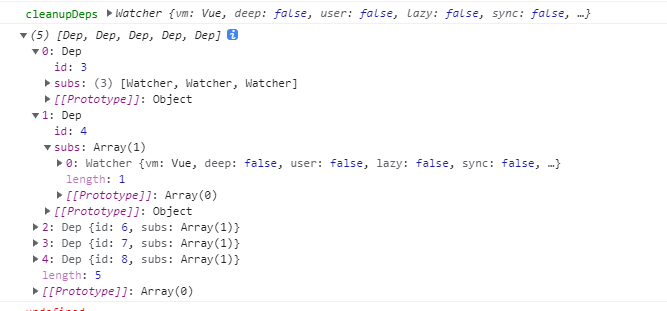 cleanupDeps ▶Watcher {vm: Vue, deep: false, user: false, lazy: false, sync: false, …}
▼(5) [Dep, Dep, Dep, Dep, Dep] i
▼0: Dep
id: 3
▶subs: (3) [Watcher, Watcher, Watcher]
▶[[Prototype]]: Object
▼1: Dep
id: 4
▼subs: Array(1)
▶0: Watcher {vm: Vue, deep: false, user: false, lazy: false, sync: false, …}
length: 1
▶[[Prototype]]: Array(0)
▶[[Prototype]]: Object
▶2: Dep {id: 6, subs: Array(1)}
▶3: Dep {id: 7, subs: Array(1)}
▶4: Dep {id: 8, subs: Array(1)}
length: 5
▶[[Prototype]]: Array(0)